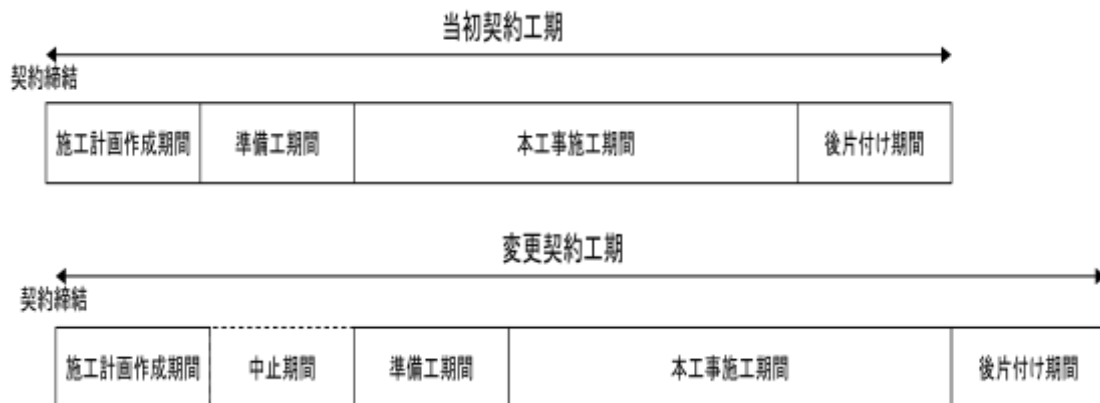 当初契約工期
契約締結
施工計画作成期間 準備工期間 本工事施工期間 後片付け期間
変更契約工期
契約締結
施工計画作成期間 中止期間 準備工期間 本工事施工期間 後片付け期間